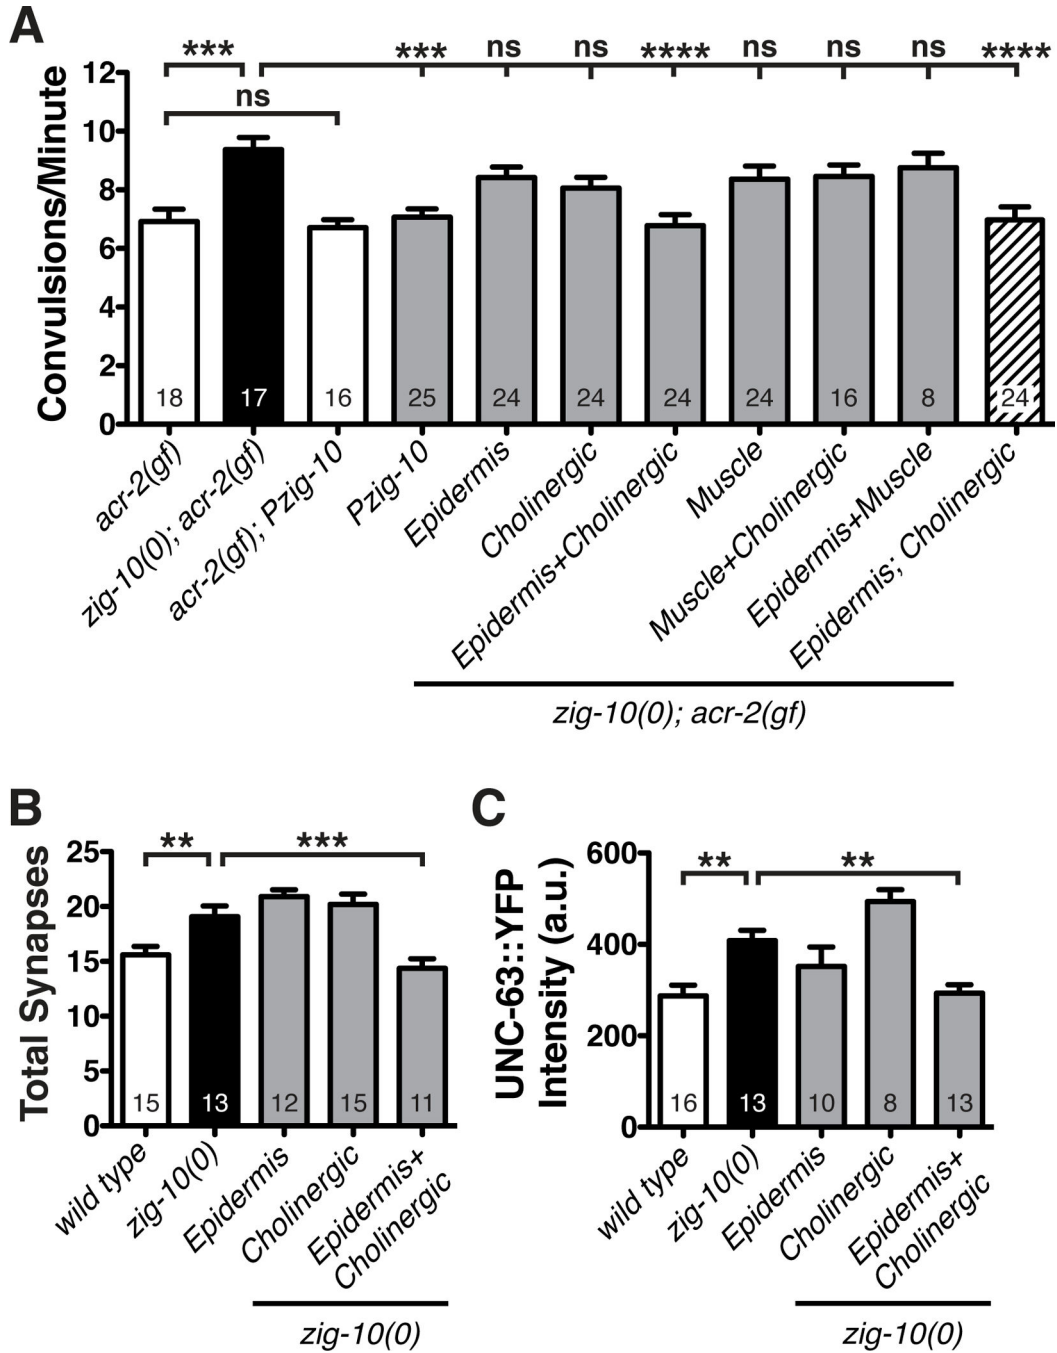 A
*** *** ns ns **** ns ns ns ****
ns
Convulsions/Minute
12
10
8
6
4
2
0
18 17 16 25 24 24 24 24 16 8 24
acr-2(gf)
zig-10(0); acr-2(gf)
acr-2(gf); Pzig-10
Pzig-10
Epidermis
Cholinergic
Epidermis+Cholinergic
Muscle
Muscle+Cholinergic
Epidermis+Muscle
Epidermis; Cholinergic
zig-10(0); acr-2(gf)
B
** ***
Total Synapses
25
20
15
10
5
0
15 13 12 15 11
wild type
zig-10(0)
Epidermis
Cholinergic
Epidermis+
Cholinergic
zig-10(0)
C
** **
UNC-63::YFP
Intensity (a.u.)
600
400
200
0
16 13 10 8 13
wild type
zig-10(0)
Epidermis
Cholinergic
Epidermis+
Cholinergic
zig-10(0)